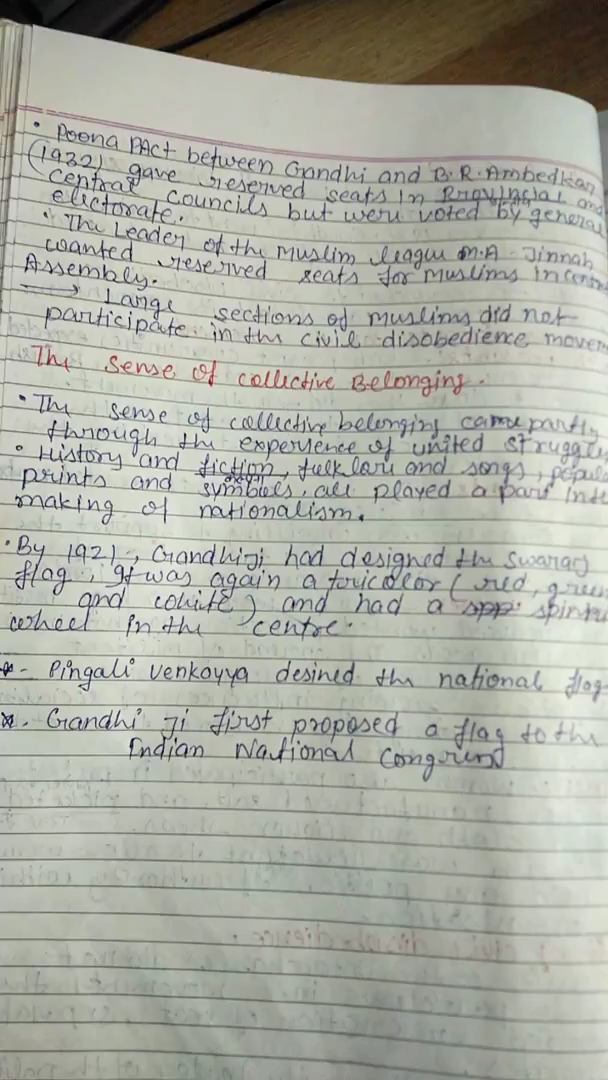 • Poona PAct between Gandhi and B.R. Ambedkar
(1932) gave reserved seats in Provincial and
central councils but were voted by general
electorate.
• The Leader of the Muslim league M.A Jinnah
wanted reserved seats for Muslims in centr
Assembly.
→ Large sections of Muslims did not
participate in the civil disobedience movem
The Sense of collective Belonging.
• The sense of collective belonging came partly
through the experience of united struggle
• History and fiction, folklore and songs, popul
prints and symbols, all played a part in the
making of nationalism.
• By 1921, Gandhiji had designed the swaraj
flag, It was again a tricolor (red, green
and white) and had a spinni
wheel in the centre.
- Pingali venkayya desined the national flag
Gandhi Ji first proposed a flag to the
Indian National Congress